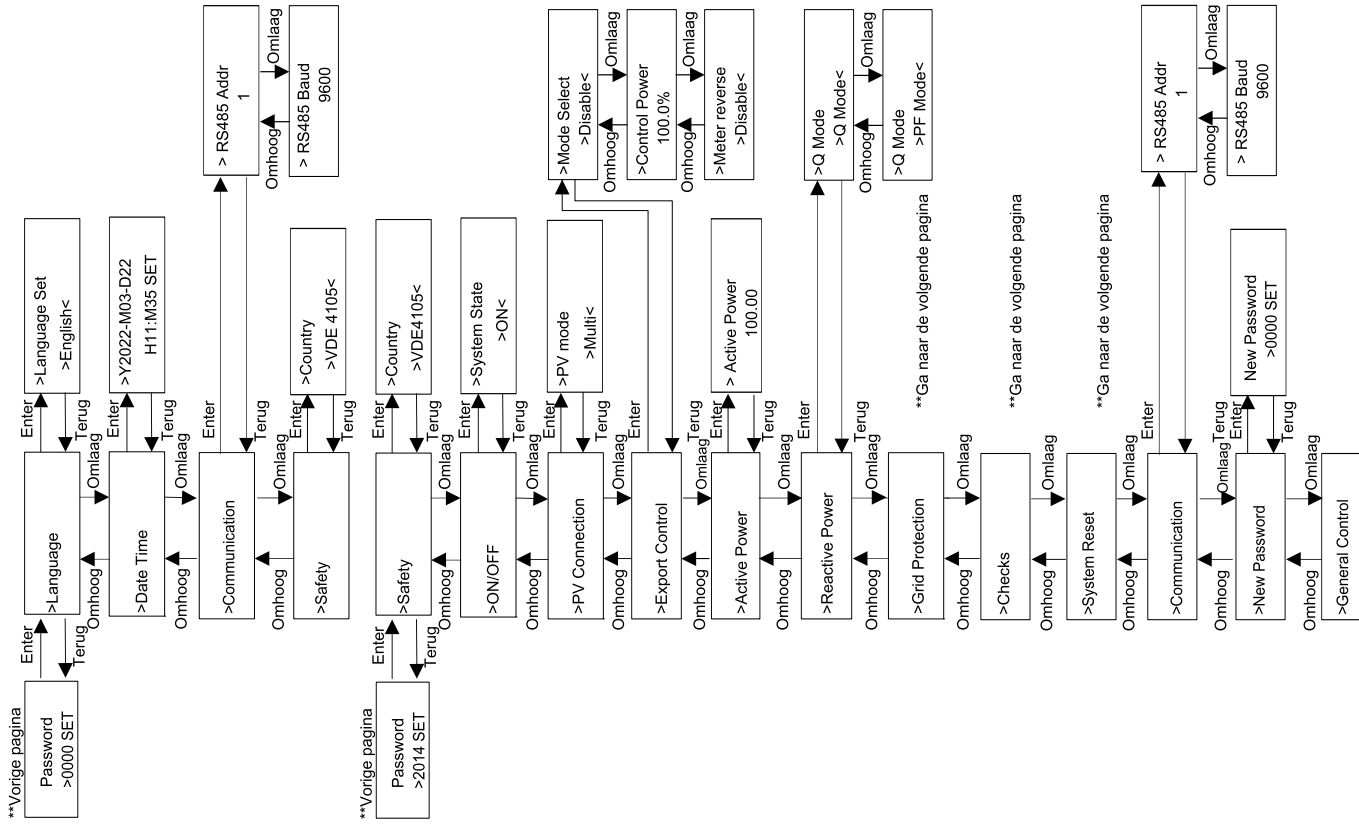 **Vorige pagina
Password
>0000 SET
Enter
Terug
>Language
Enter
Terug
>Language Set
>English<
Omhoog
Omlaag
>Date Time
Enter
Terug
>Y2022-M03-D22
H11:M35 SET
Omhoog
Omlaag
>Communication
Enter
Terug
> RS485 Addr
1
Omhoog
Omlaag
> RS485 Baud
9600
Omhoog
Omlaag
>Safety
Enter
Terug
>Country
>VDE 4105<
**Vorige pagina
Password
>2014 SET
Enter
Terug
>Safety
Enter
Terug
>Country
>VDE4105<
Omhoog
Omlaag
>ON/OFF
Enter
Terug
>System State
>ON<
Omhoog
Omlaag
>PV Connection
Enter
Terug
>PV mode
>Multi<
Omhoog
Omlaag
>Export Control
Enter
Terug
>Mode Select
>Disable<
Omhoog
Omlaag
>Control Power
100.0%
Omhoog
Omlaag
>Meter reverse
>Disable<
Omhoog
Omlaag
>Active Power
Enter
Terug
> Active Power
100.00
Omhoog
Omlaag
>Reactive Power
Enter
Terug
>Q Mode
>Q Mode<
Omhoog
Omlaag
>Q Mode
>PF Mode<
Omhoog
Omlaag
>Grid Protection
**Ga naar de volgende pagina
Omhoog
Omlaag
>Checks
**Ga naar de volgende pagina
Omhoog
Omlaag
>System Reset
**Ga naar de volgende pagina
Omhoog
Omlaag
>Communication
Enter
Terug
> RS485 Addr
1
Omhoog
Omlaag
> RS485 Baud
9600
Omhoog
Omlaag
>New Password
Enter
Terug
New Password
>0000 SET
Omhoog
Omlaag
>General Control